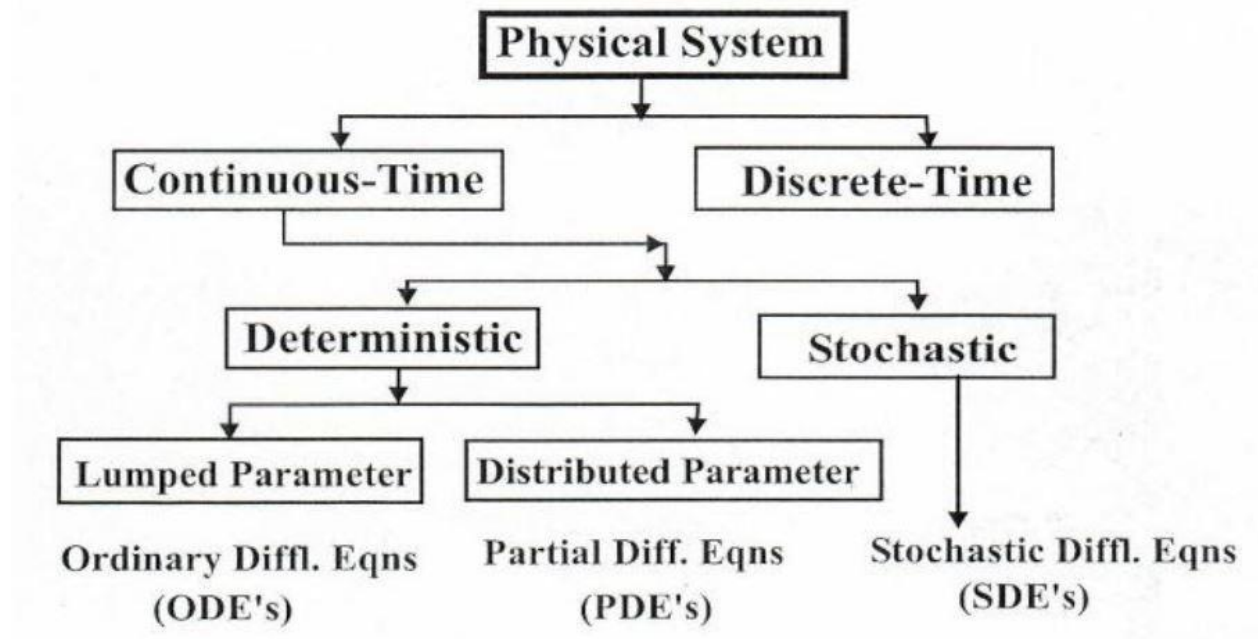 Physical System
Continuous-Time
Discrete-Time
Deterministic
Stochastic
Lumped Parameter
Distributed Parameter
Ordinary Diffl. Eqns
(ODE's)
Partial Diff. Eqns
(PDE's)
Stochastic Diffl. Eqns
(SDE's)